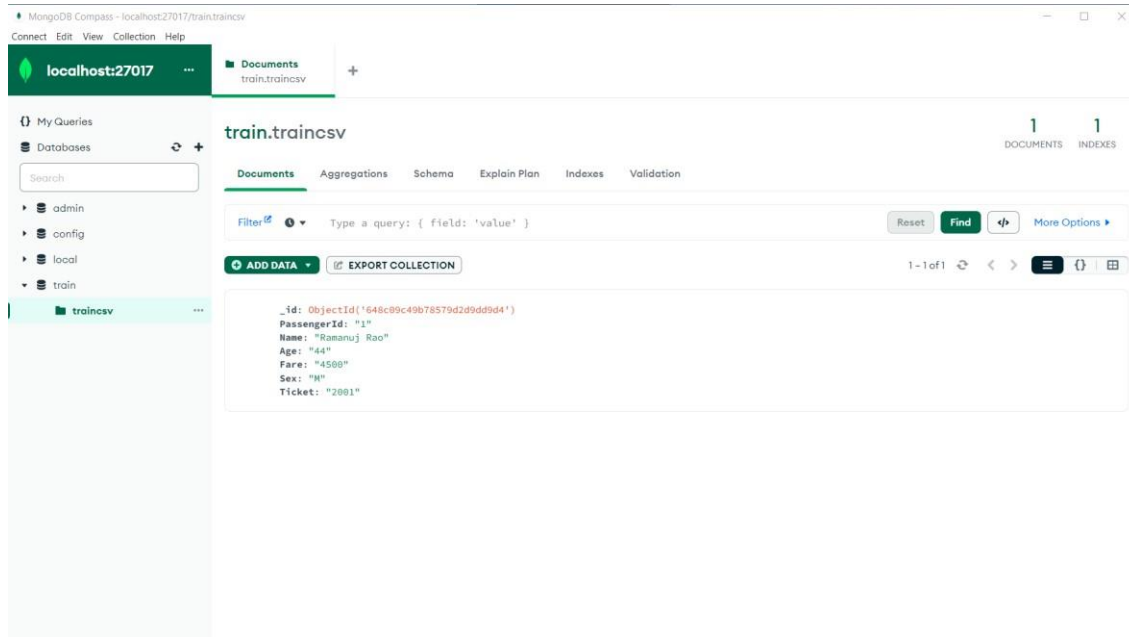 MongoDB Compass - localhost:27017/train.traincsv
Connect Edit View Collection Help
localhost:27017 ...
Documents
train.traincsv
+
{} My Queries
Databases
Search
admin
config
local
train
traincsv ...
train.traincsv
1
DOCUMENTS
1
INDEXES
Documents Aggregations Schema Explain Plan Indexes Validation
Filter Type a query: { field: 'value' } Reset Find </> More Options
ADD DATA EXPORT COLLECTION 1-1 of 1 < > {}
_id: ObjectId('648c09c49b78579d2d9dd9d4')
PassengerId: "1"
Name: "Ramanuj Rao"
Age: "44"
Fare: "4500"
Sex: "M"
Ticket: "2001"